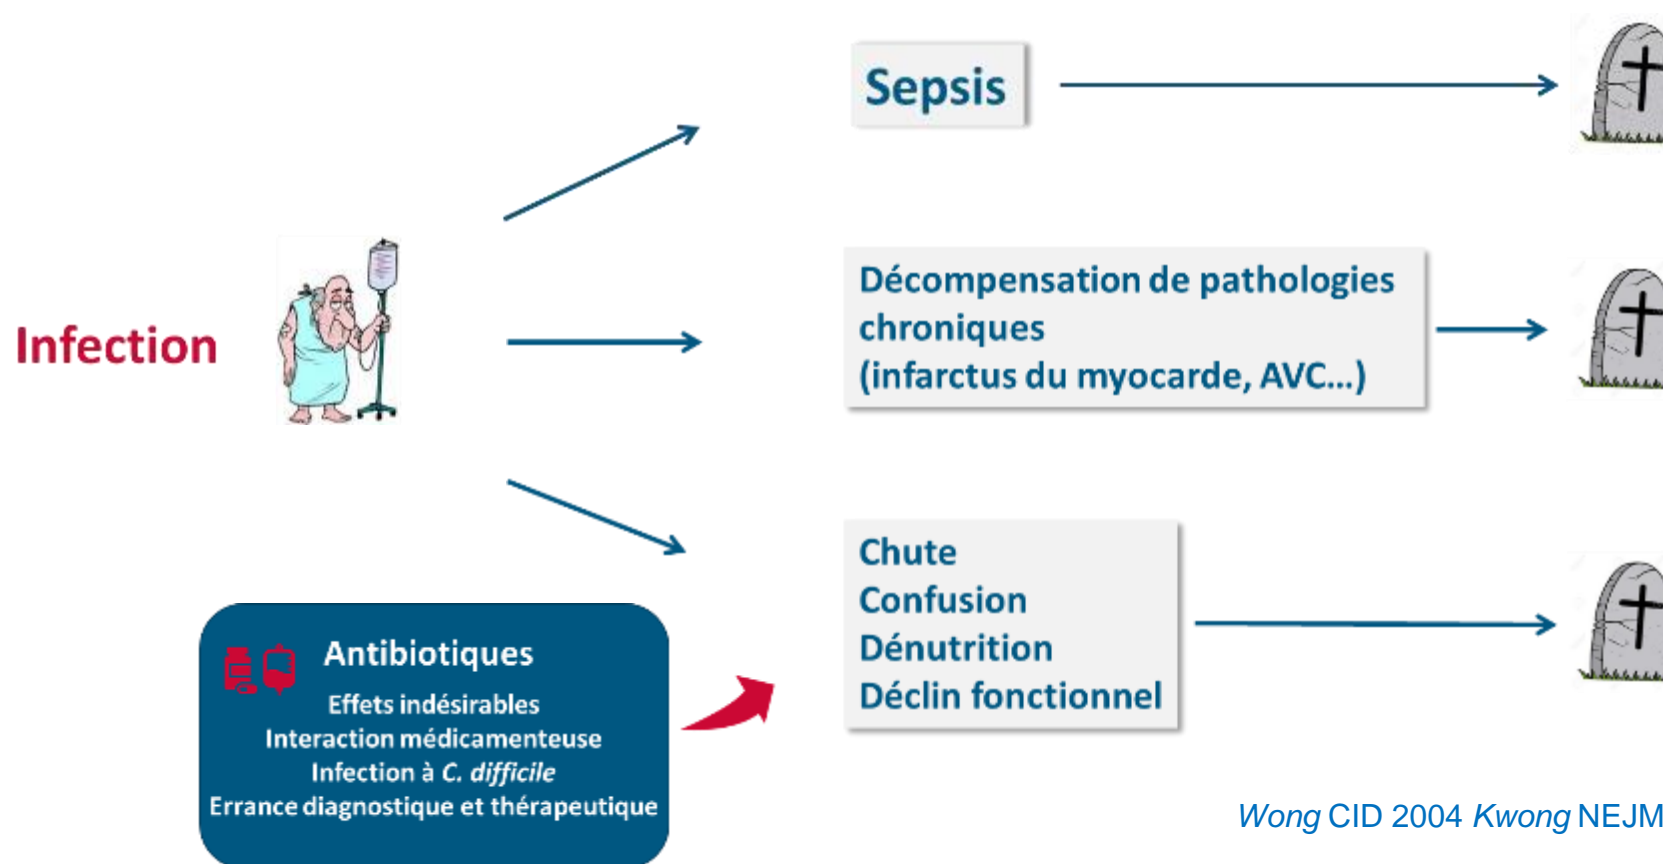 Sepsis
Infection
Décompensation de pathologies
chroniques
(infarctus du myocarde, AVC...)
Chute
Confusion
Dénutrition
Déclin fonctionnel
Antibiotiques
Effets indésirables
Interaction médicamenteuse
Infection à C. difficile
Errance diagnostique et thérapeutique
Wong CID 2004 Kwong NEJM